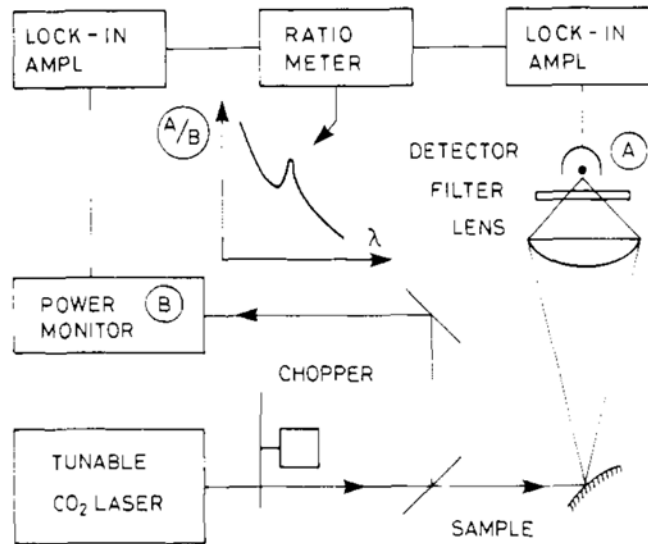 LOCK-IN
AMPL
RATIO
METER
LOCK-IN
AMPL
A/B
λ
DETECTOR
A
FILTER
LENS
POWER
MONITOR
B
CHOPPER
TUNABLE
CO₂ LASER
SAMPLE